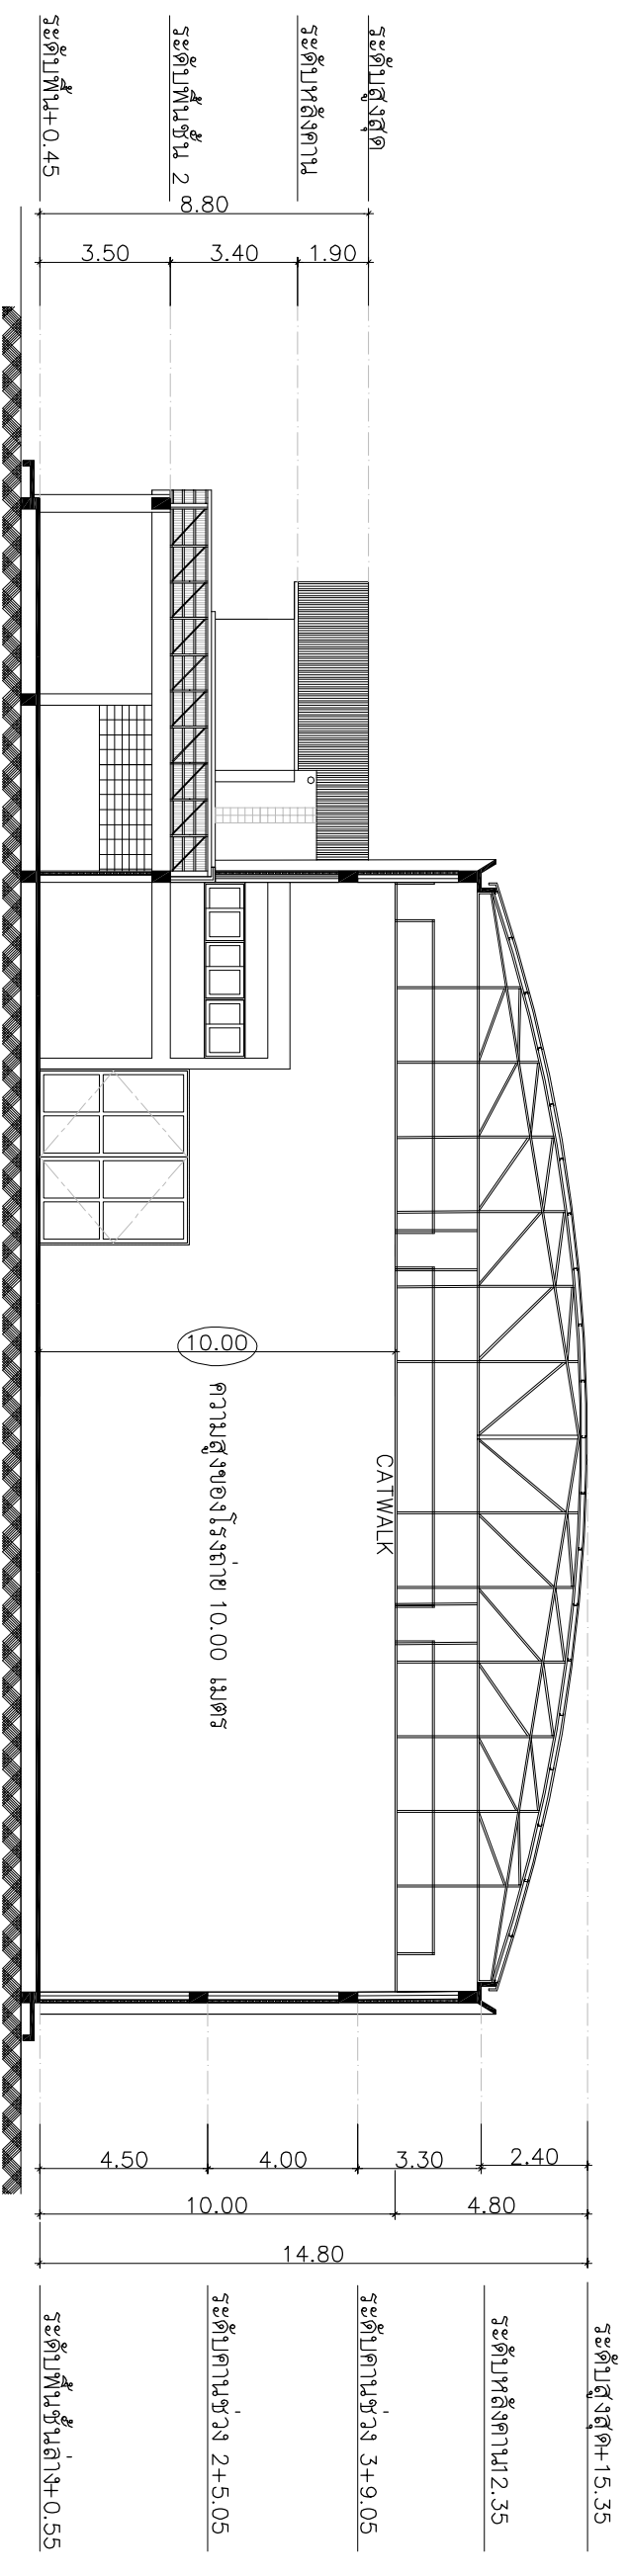 ระดับสูงสุด
ระดับหลังคาน
ระดับพื้นชั้น 2
ระดับพื้น+0.45
8.80
3.50
3.40
1.90
10.00
ความสูงของโรงถ่าย 10.00 เมตร
CATWALK
4.50
4.00
3.30
2.40
10.00
4.80
14.80
ระดับสูงสุด+15.35
ระดับหลังคาน12.35
ระดับคานช่วง 3+9.05
ระดับคานช่วง 2+5.05
ระดับพื้นชั้นล่าง+0.55